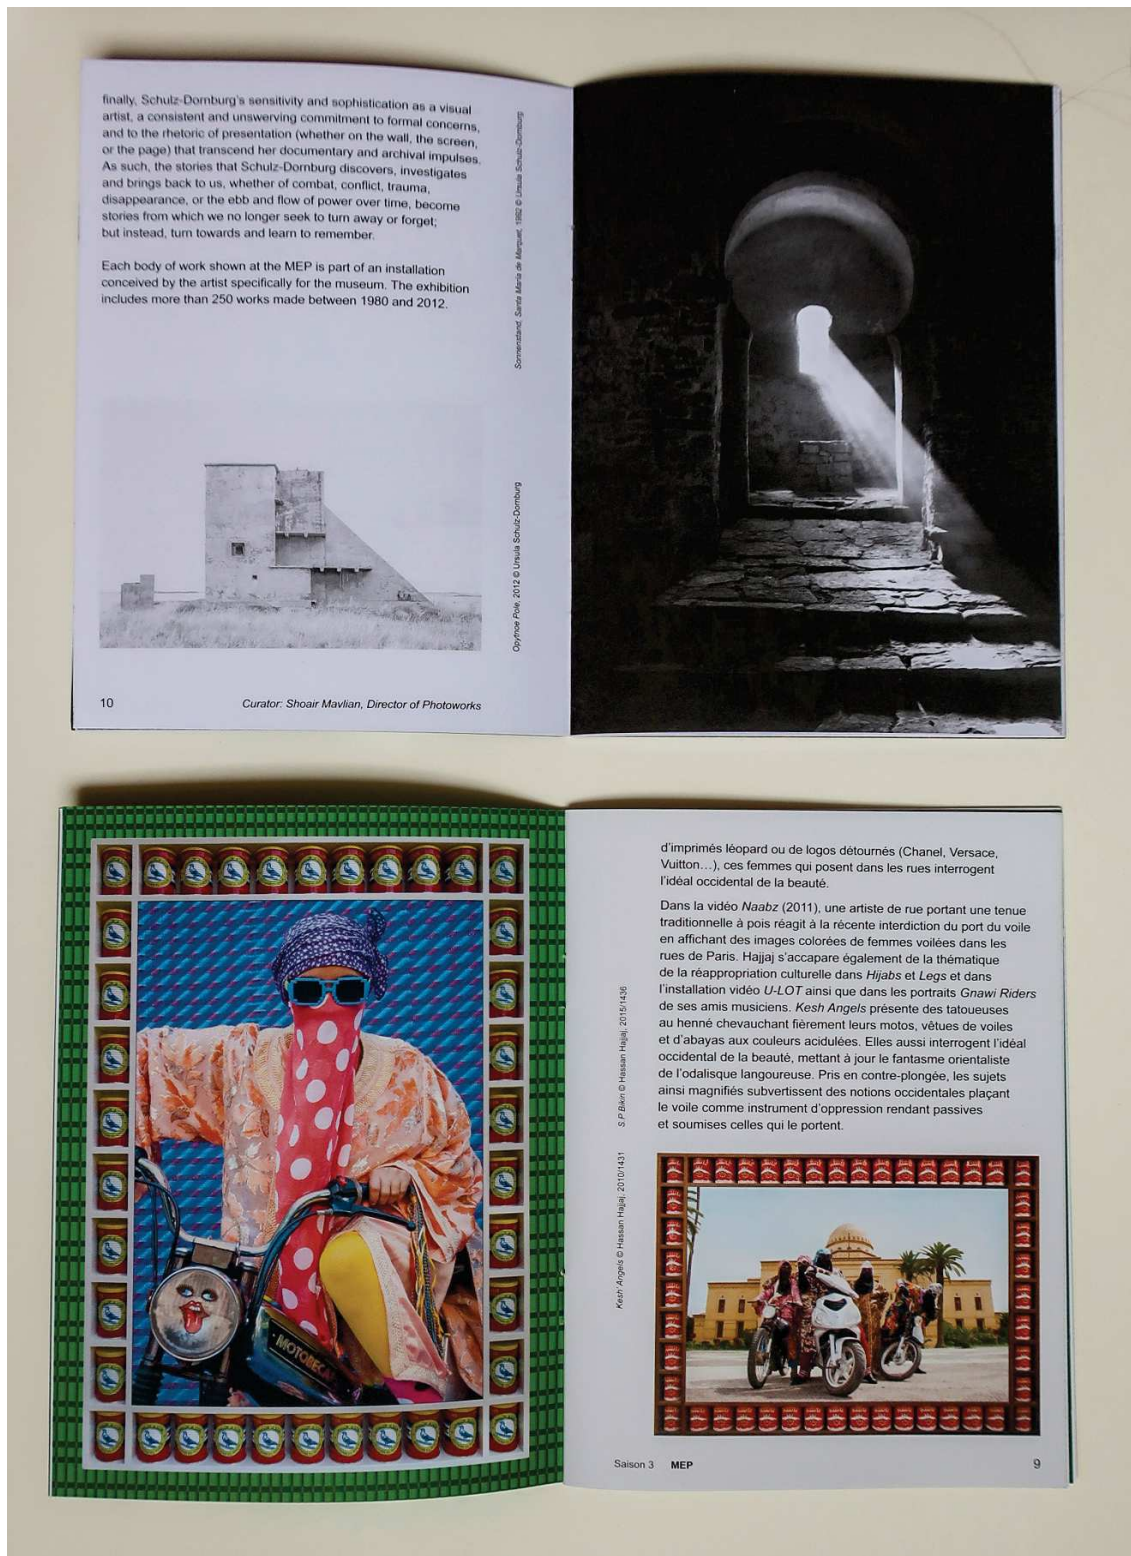 finally, Schulz-Dornburg's sensitivity and sophistication as a visual
artist, a consistent and unswerving commitment to formal concerns,
and to the rhetoric of presentation (whether on the wall, the screen,
or the page) that transcend her documentary and archival impulses.
As such, the stories that Schulz-Dornburg discovers, investigates
and brings back to us, whether of combat, conflict, trauma,
disappearance, or the ebb and flow of power over time, become
stories from which we no longer seek to turn away or forget;
but instead, turn towards and learn to remember.
Each body of work shown at the MEP is part of an installation
conceived by the artist specifically for the museum. The exhibition
includes more than 250 works made between 1980 and 2012.
Sonnenstand, Santa María de Marquet, 1992 © Ursula Schulz-Dornburg
Opytnoe Pole, 2012 © Ursula Schulz-Dornburg
10
Curator: Shoair Mavlian, Director of Photoworks
MOTOBEC
d'imprimés léopard ou de logos détournés (Chanel, Versace,
Vuitton…), ces femmes qui posent dans les rues interrogent
l'idéal occidental de la beauté.
Dans la vidéo Naabz (2011), une artiste de rue portant une tenue
traditionnelle à pois réagit à la récente interdiction du port du voile
en affichant des images colorées de femmes voilées dans les
rues de Paris. Hajjaj s'accapare également de la thématique
de la réappropriation culturelle dans Hijabs et Legs et dans
l'installation vidéo U-LOT ainsi que dans les portraits Gnawi Riders
de ses amis musiciens. Kesh Angels présente des tatoueuses
au henné chevauchant fièrement leurs motos, vêtues de voiles
et d'abayas aux couleurs acidulées. Elles aussi interrogent l'idéal
occidental de la beauté, mettant à jour le fantasme orientaliste
de l'odalisque langoureuse. Pris en contre-plongée, les sujets
ainsi magnifiés subvertissent des notions occidentales plaçant
le voile comme instrument d'oppression rendant passives
et soumises celles qui le portent.
S.P Bikin © Hassan Hajjaj, 2015/1436
Kesh' Angels © Hassan Hajjaj, 2010/1431
Saison 3 MEP
9